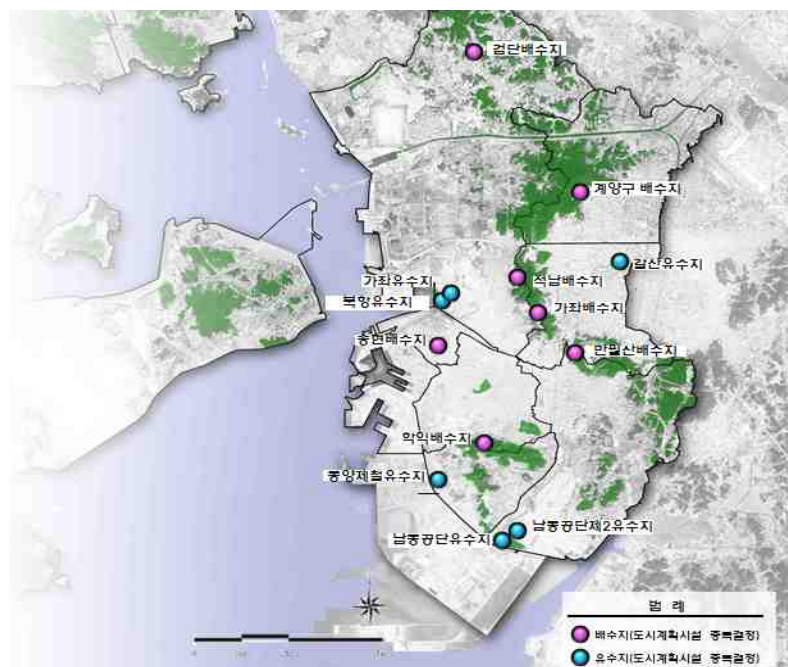 검단배수지
계양구 배수지
갈산유수지
석남배수지
가좌유수지
북항유수지
가좌배수지
송현배수지
만월산배수지
학익배수지
동양제철유수지
남동공단제2유수지
남동공단유수지
범 례
배수지(도시계획시설 중복결정)
유수지(도시계획시설 중복결정)